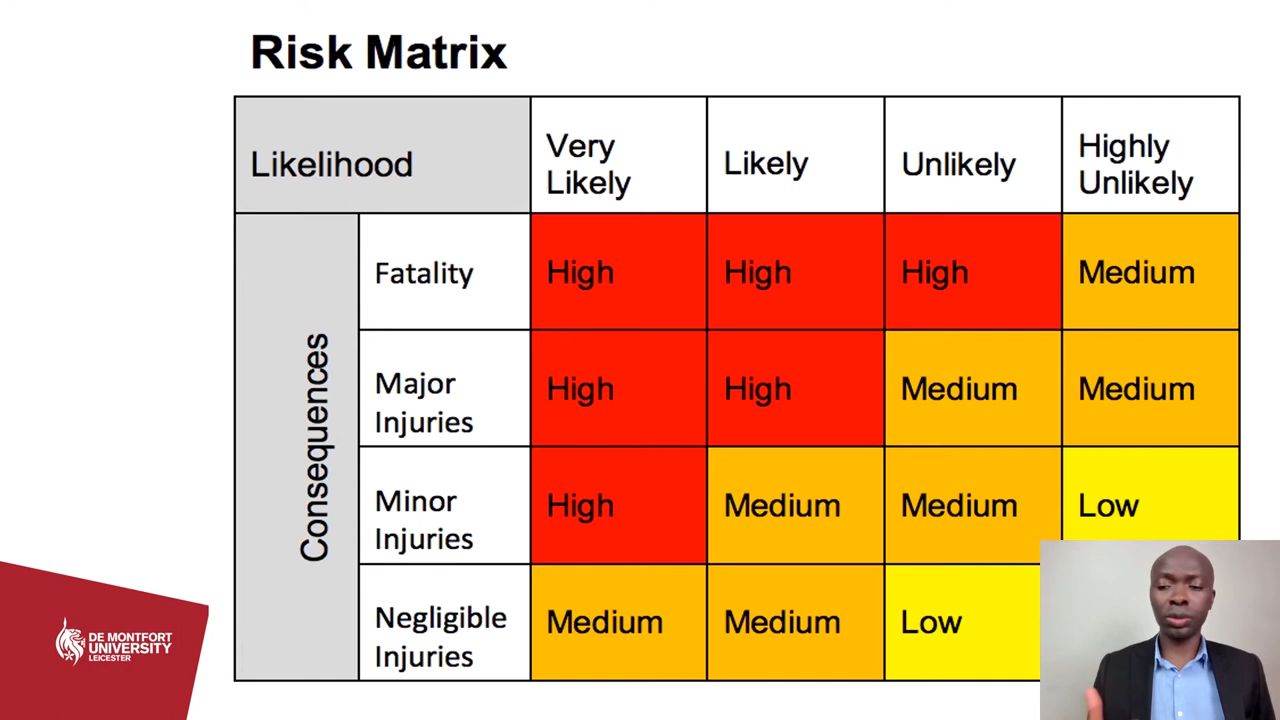 Risk Matrix
Likelihood
Very
Likely
Likely
Unlikely
Highly
Unlikely
Consequences
Fatality
High
High
High
Medium
Major
Injuries
High
High
Medium
Medium
Minor
Injuries
High
Medium
Medium
Low
Negligible
Injuries
Medium
Medium
Low
DE MONTFORT
UNIVERSITY
LEICESTER